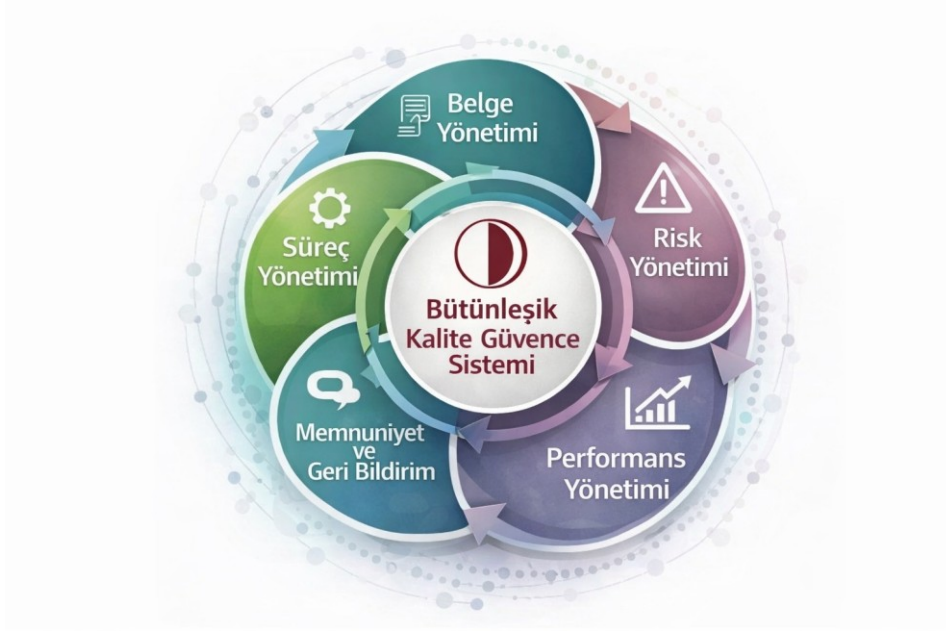 Belge
Yönetimi
Risk
Yönetimi
Performans
Yönetimi
Memnuniyet
ve
Geri Bildirim
Süreç
Yönetimi
Bütünleşik
Kalite Güvence
Sistemi